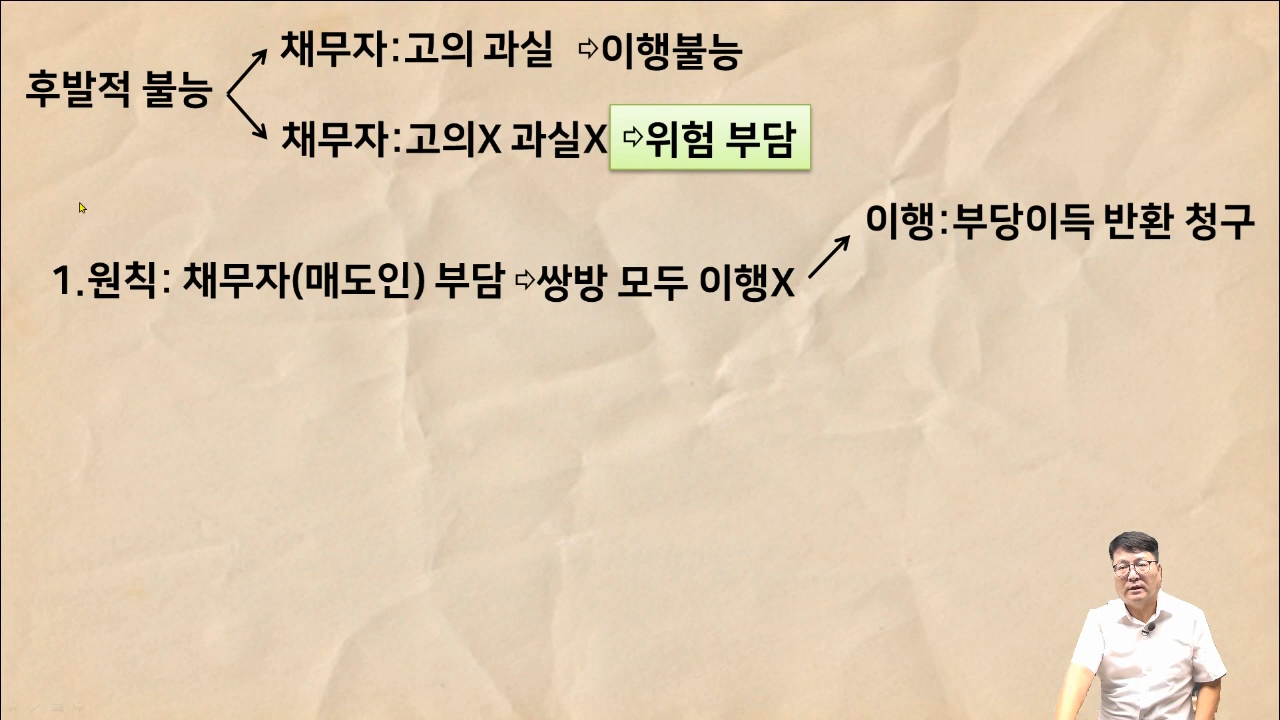 채무자:고의 과실 ⇨이행불능
후발적 불능
채무자:고의X 과실X ⇨위험 부담
이행:부당이득 반환 청구
1.원칙: 채무자(매도인) 부담 ⇨쌍방 모두 이행X